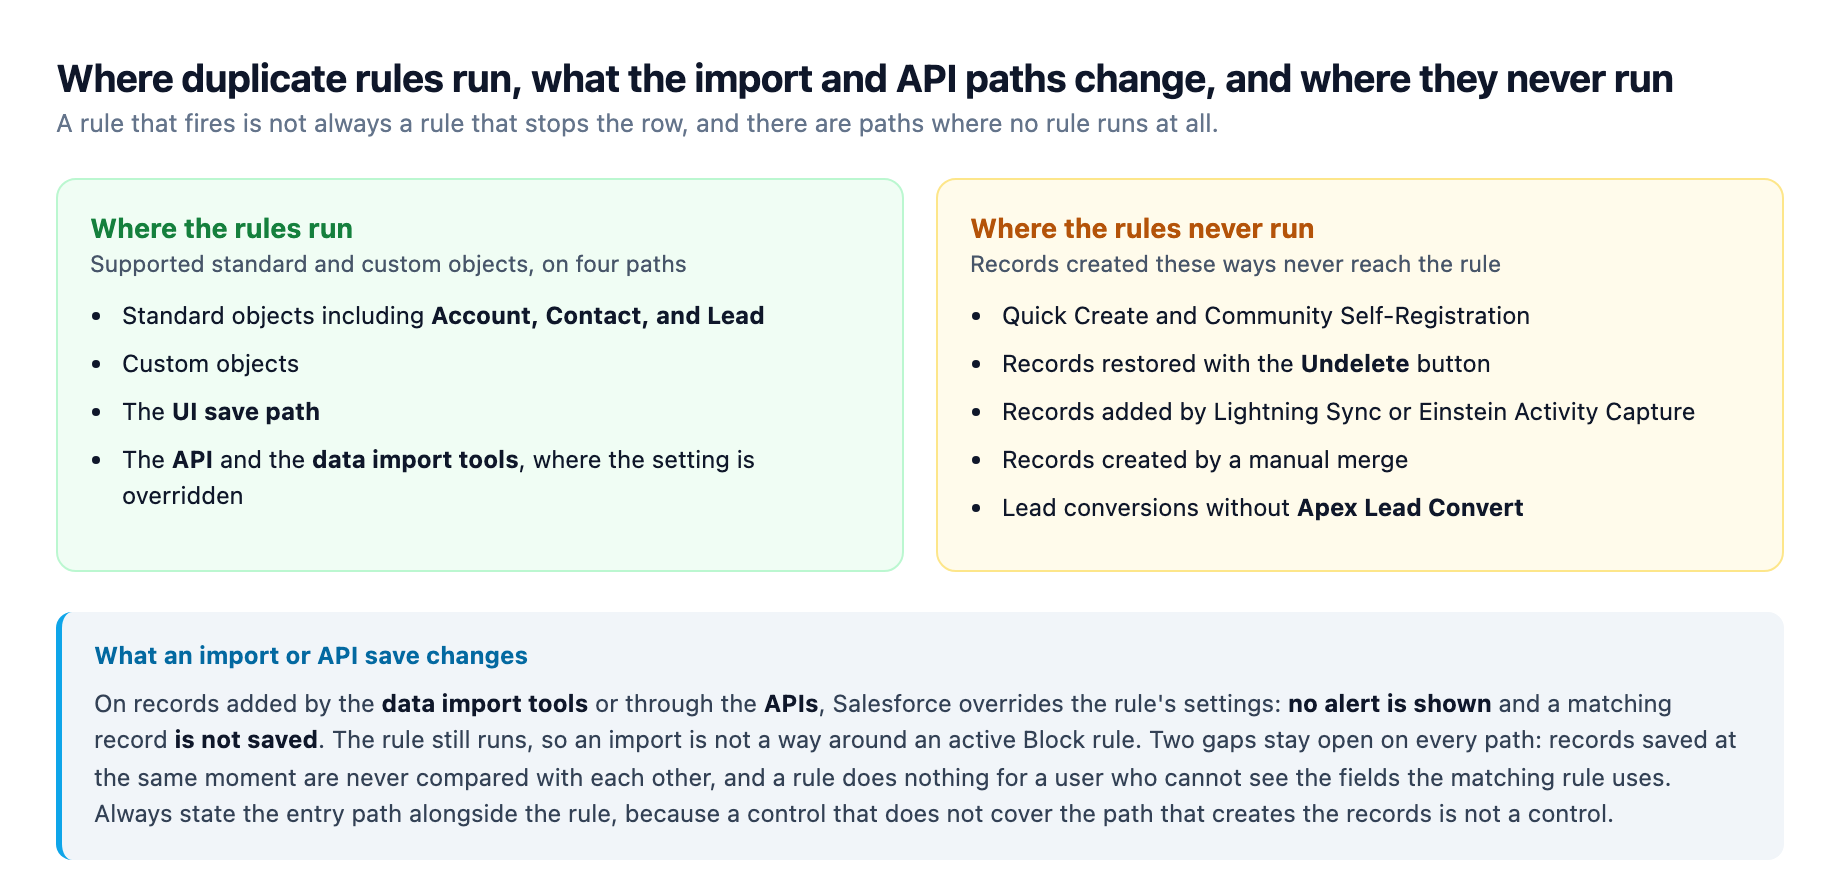 Where duplicate rules run, what the import and API paths change, and where they never run
A rule that fires is not always a rule that stops the row, and there are paths where no rule runs at all.
Where the rules run
Supported standard and custom objects, on four paths
• Standard objects including Account, Contact, and Lead
• Custom objects
• The UI save path
• The API and the data import tools, where the setting is
overridden
Where the rules never run
Records created these ways never reach the rule
• Quick Create and Community Self-Registration
• Records restored with the Undelete button
• Records added by Lightning Sync or Einstein Activity Capture
• Records created by a manual merge
• Lead conversions without Apex Lead Convert
What an import or API save changes
On records added by the data import tools or through the APIs, Salesforce overrides the rule's settings: no alert is shown and a matching
record is not saved. The rule still runs, so an import is not a way around an active Block rule. Two gaps stay open on every path: records saved at
the same moment are never compared with each other, and a rule does nothing for a user who cannot see the fields the matching rule uses.
Always state the entry path alongside the rule, because a control that does not cover the path that creates the records is not a control.